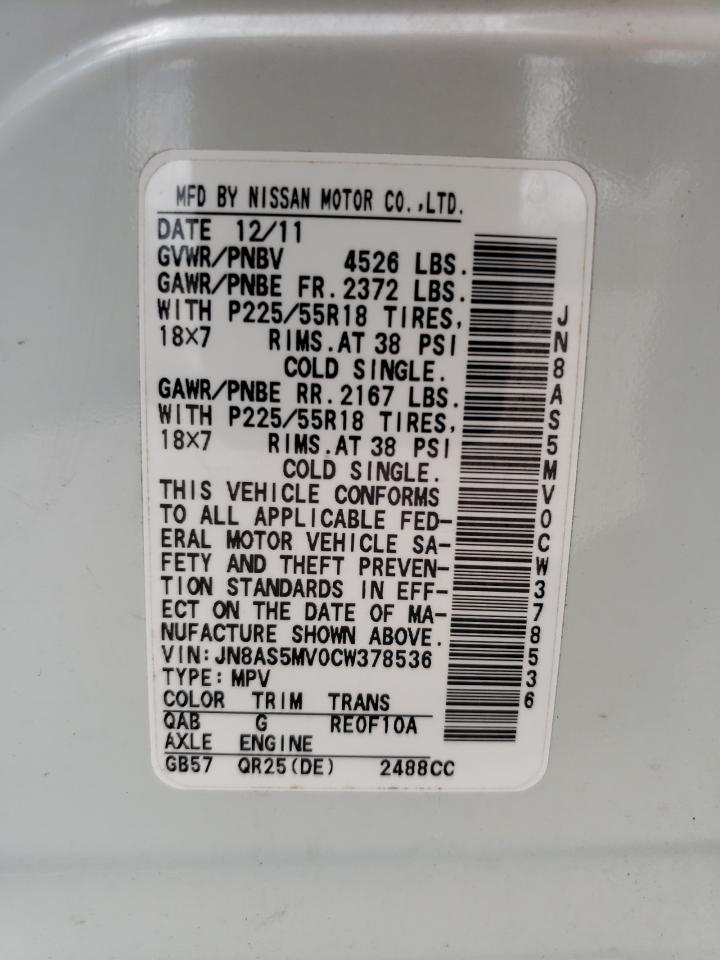 MFD BY NISSAN MOTOR CO.,LTD.
DATE 12/11
GVWR/PNBV 4526 LBS.
GAWR/PNBE FR.2372 LBS.
WITH P225/55R18 TIRES,
18×7 RIMS.AT 38 PSI
COLD SINGLE.
GAWR/PNBE RR.2167 LBS.
WITH P225/55R18 TIRES,
18×7 RIMS.AT 38 PSI
COLD SINGLE.
THIS VEHICLE CONFORMS
TO ALL APPLICABLE FED-
ERAL MOTOR VEHICLE SA-
FETY AND THEFT PREVEN-
TION STANDARDS IN EFF-
ECT ON THE DATE OF MA-
NUFACTURE SHOWN ABOVE.
VIN:JN8AS5MV0CW378536
TYPE:MPV
COLOR TRIM TRANS
QAB G RE0F10A
AXLE ENGINE
GB57 QR25(DE) 2488CC
JN8AS5MV0CW378536